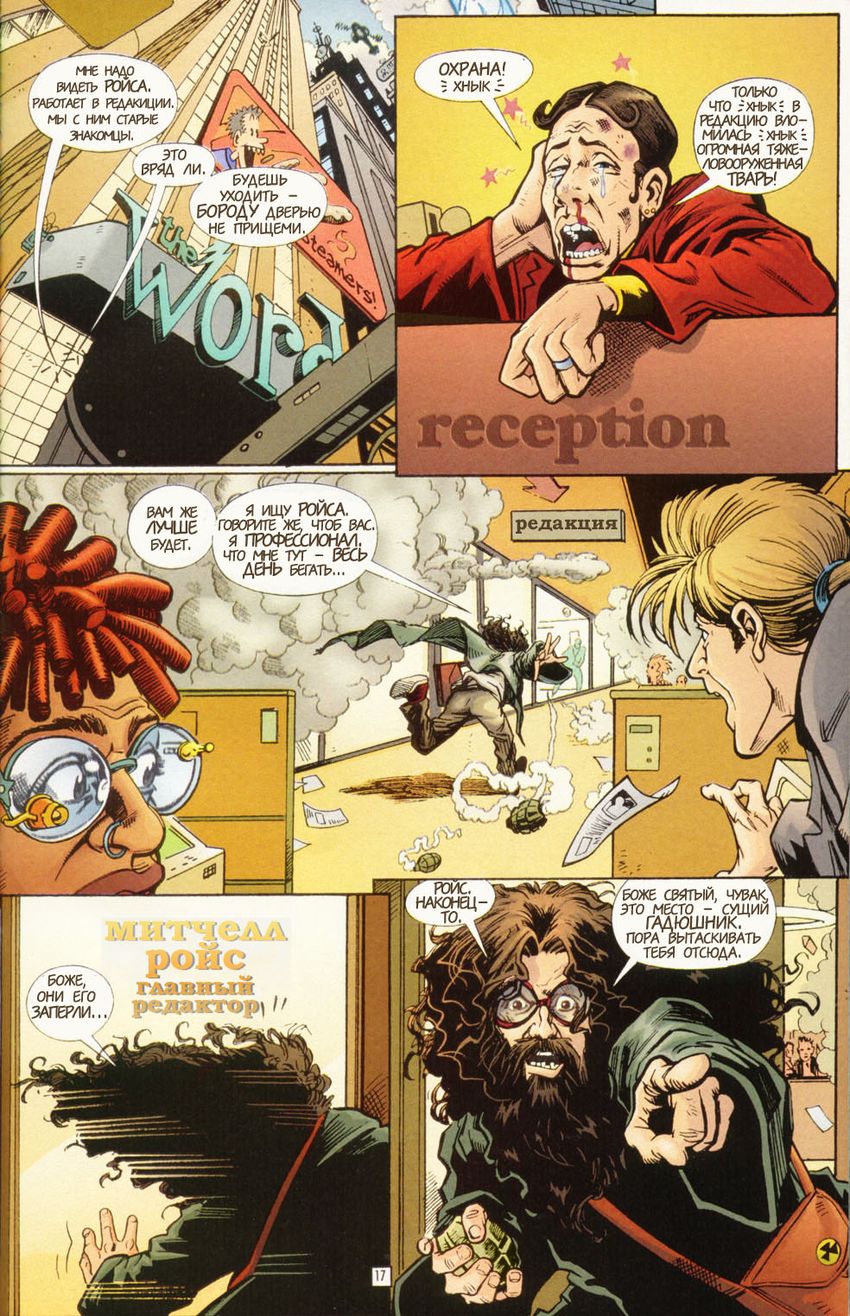 МНЕ НАДО
ВИДЕТЬ РОЙСА.
РАБОТАЕТ В РЕДАКИЦИИ.
МЫ С НИМ СТАРЫЕ
ЗНАКОМЦЫ.
ЭТО
ВРЯД ЛИ.
БУДЕШЬ
УХОДИТЬ –
БОРОДУ ДВЕРЬЮ
НЕ ПРИЩЕМИ.
the
Word
Steamers!
ОХРАНА!
ХНЫК
ТОЛЬКО
ЧТО ХНЫК В
РЕДАКЦИЮ ВЛО-
МИЛАСЬ ХНЫК
ОГРОМНАЯ ТЯЖЕ-
ЛОВООРУЖЕННАЯ
ТВАРЬ!
reception
ВАМ ЖЕ
ЛУЧШЕ
БУДЕТ.
Я ИЩУ РОЙСА.
ГОВОРИТЕ ЖЕ, ЧТОБ ВАС.
Я ПРОФЕССИОНАЛ.
ЧТО МНЕ ТУТ – ВЕСЬ
ДЕНЬ БЕГАТЬ...
редакция
митчелл
ройс
главный
редактор
БОЖЕ,
ОНИ ЕГО
ЗАПЕРЛИ...
РОЙС.
НАКОНЕЦ-
ТО.
БОЖЕ СВЯТЫЙ, ЧУВАК,
ЭТО МЕСТО – СУЩИЙ
ГАДЮШНИК.
ПОРА ВЫТАСКИВАТЬ
ТЕБЯ ОТСЮДА.
17